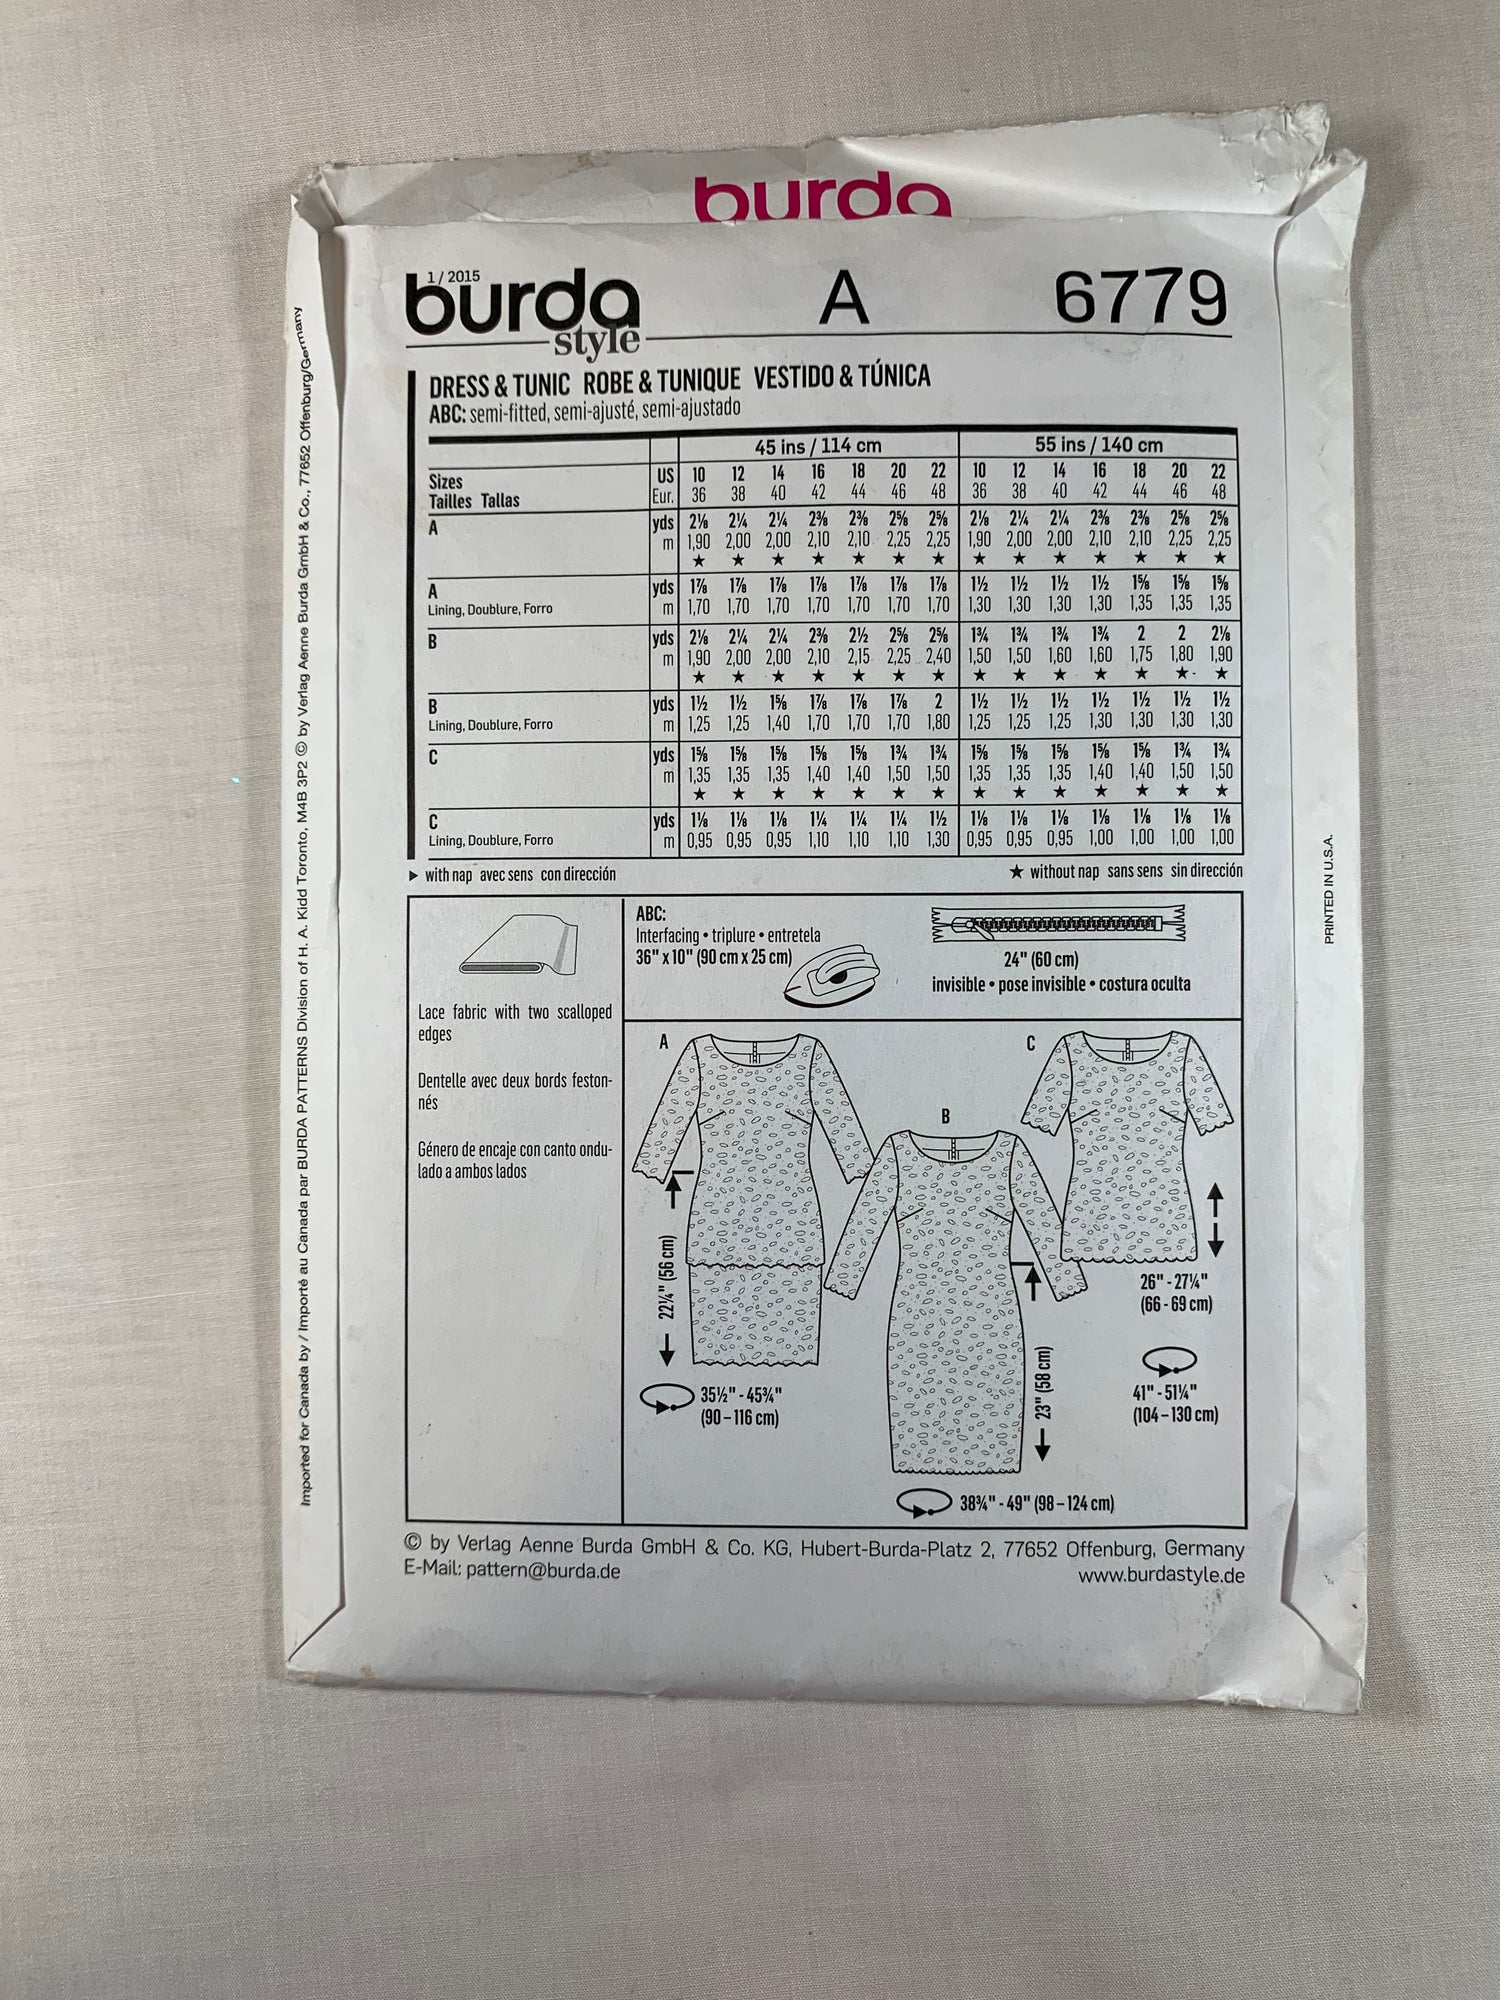 burda
1/2015
burda style A 6779
DRESS & TUNIC ROBE & TUNIQUE VESTIDO & TÚNICA
ABC: semi-fitted, semi-ajusté, semi-ajustado
45 ins / 114 cm 55 ins / 140 cm
Sizes US 10 12 14 16 18 20 22 10 12 14 16 18 20 22
Tailles Tallas Eur. 36 38 40 42 44 46 48 36 38 40 42 44 46 48
A yds 2⅛ 2¼ 2¼ 2⅜ 2⅜ 2⅝ 2⅝ 2⅛ 2¼ 2¼ 2⅜ 2⅜ 2⅝ 2⅝
m 1,90 2,00 2,00 2,10 2,10 2,25 2,25 1,90 2,00 2,00 2,10 2,10 2,25 2,25
★ ★ ★ ★ ★ ★ ★ ★ ★ ★ ★ ★ ★ ★
A yds 1⅞ 1⅞ 1⅞ 1⅞ 1⅞ 1⅞ 1⅞ 1½ 1½ 1½ 1½ 1⅝ 1⅝ 1⅝
Lining, Doublure, Forro m 1,70 1,70 1,70 1,70 1,70 1,70 1,70 1,30 1,30 1,30 1,30 1,35 1,35 1,35
B yds 2⅛ 2¼ 2¼ 2⅜ 2½ 2⅝ 2⅝ 1¾ 1¾ 1¾ 1¾ 2 2 2⅛
m 1,90 2,00 2,00 2,10 2,15 2,25 2,40 1,50 1,50 1,60 1,60 1,75 1,80 1,90
★ ★ ★ ★ ★ ★ ★ ★ ★ ★ ★ ★ ★ ★
B yds 1½ 1½ 1⅝ 1⅞ 1⅞ 1⅞ 2 1½ 1½ 1½ 1½ 1½ 1½ 1½
Lining, Doublure, Forro m 1,25 1,25 1,40 1,70 1,70 1,70 1,80 1,25 1,25 1,25 1,30 1,30 1,30 1,30
C yds 1⅝ 1⅝ 1⅝ 1⅝ 1⅝ 1¾ 1¾ 1⅝ 1⅝ 1⅝ 1⅝ 1⅝ 1¾ 1¾
m 1,35 1,35 1,35 1,40 1,40 1,50 1,50 1,35 1,35 1,35 1,40 1,40 1,50 1,50
★ ★ ★ ★ ★ ★ ★ ★ ★ ★ ★ ★ ★ ★
C yds 1⅛ 1⅛ 1⅛ 1¼ 1¼ 1¼ 1½ 1⅛ 1⅛ 1⅛ 1⅛ 1⅛ 1⅛ 1⅛
Lining, Doublure, Forro m 0,95 0,95 0,95 1,10 1,10 1,10 1,30 0,95 0,95 0,95 1,00 1,00 1,00 1,00
▶ with nap avec sens con dirección ★ without nap sans sens sin dirección
Lace fabric with two scalloped
edges
Dentelle avec deux bords feston-
nés
Género de encaje con canto ondu-
lado a ambos lados
ABC:
Interfacing • triplure • entretela
36" x 10" (90 cm x 25 cm)
24" (60 cm)
invisible • pose invisible • costura oculta
A
22¼" (56 cm)
35½" - 45¾"
(90 – 116 cm)
B
23" (58 cm)
38¾" - 49" (98 – 124 cm)
C
26" - 27¼"
(66 - 69 cm)
41" - 51¼"
(104 – 130 cm)
© by Verlag Aenne Burda GmbH & Co. KG, Hubert-Burda-Platz 2, 77652 Offenburg, Germany
E-Mail: pattern@burda.de www.burdastyle.de
Imported for Canada by / Importé au Canada par BURDA PATTERNS Division of H. A. Kidd Toronto, M4B 3P2 © by Verlag Aenne Burda GmbH & Co., 77652 Offenburg/Germany
PRINTED IN U.S.A.